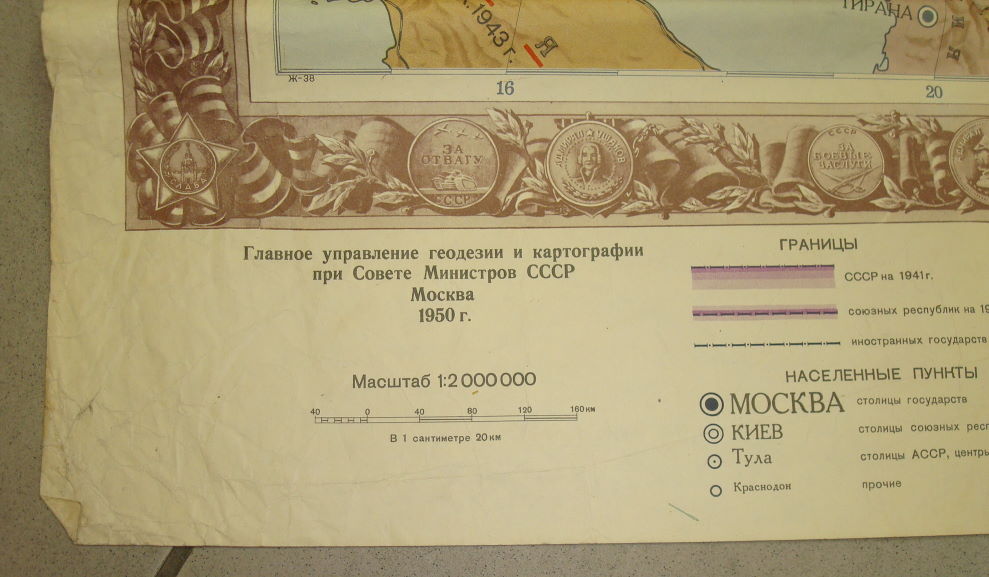 ТИРАНА
1943 г.
Я
Ж-38
16
20
ЗА
ОТВАГУ
СССР
АДМИРАЛ УШАКОВ
СССР
ЗА
БОЕВЫЕ
ЗАСЛУГИ
Главное управление геодезии и картографии
при Совете Министров СССР
Москва
1950 г.
Масштаб 1:2 000 000
40 0 40 80 120 160 км
В 1 сантиметре 20 км
ГРАНИЦЫ
СССР на 1941 г.
союзных республик на 19
иностранных государств
НАСЕЛЕННЫЕ ПУНКТЫ
МОСКВА столицы государств
КИЕВ столицы союзных респ
Тула столицы АССР, центры
Краснодон прочие